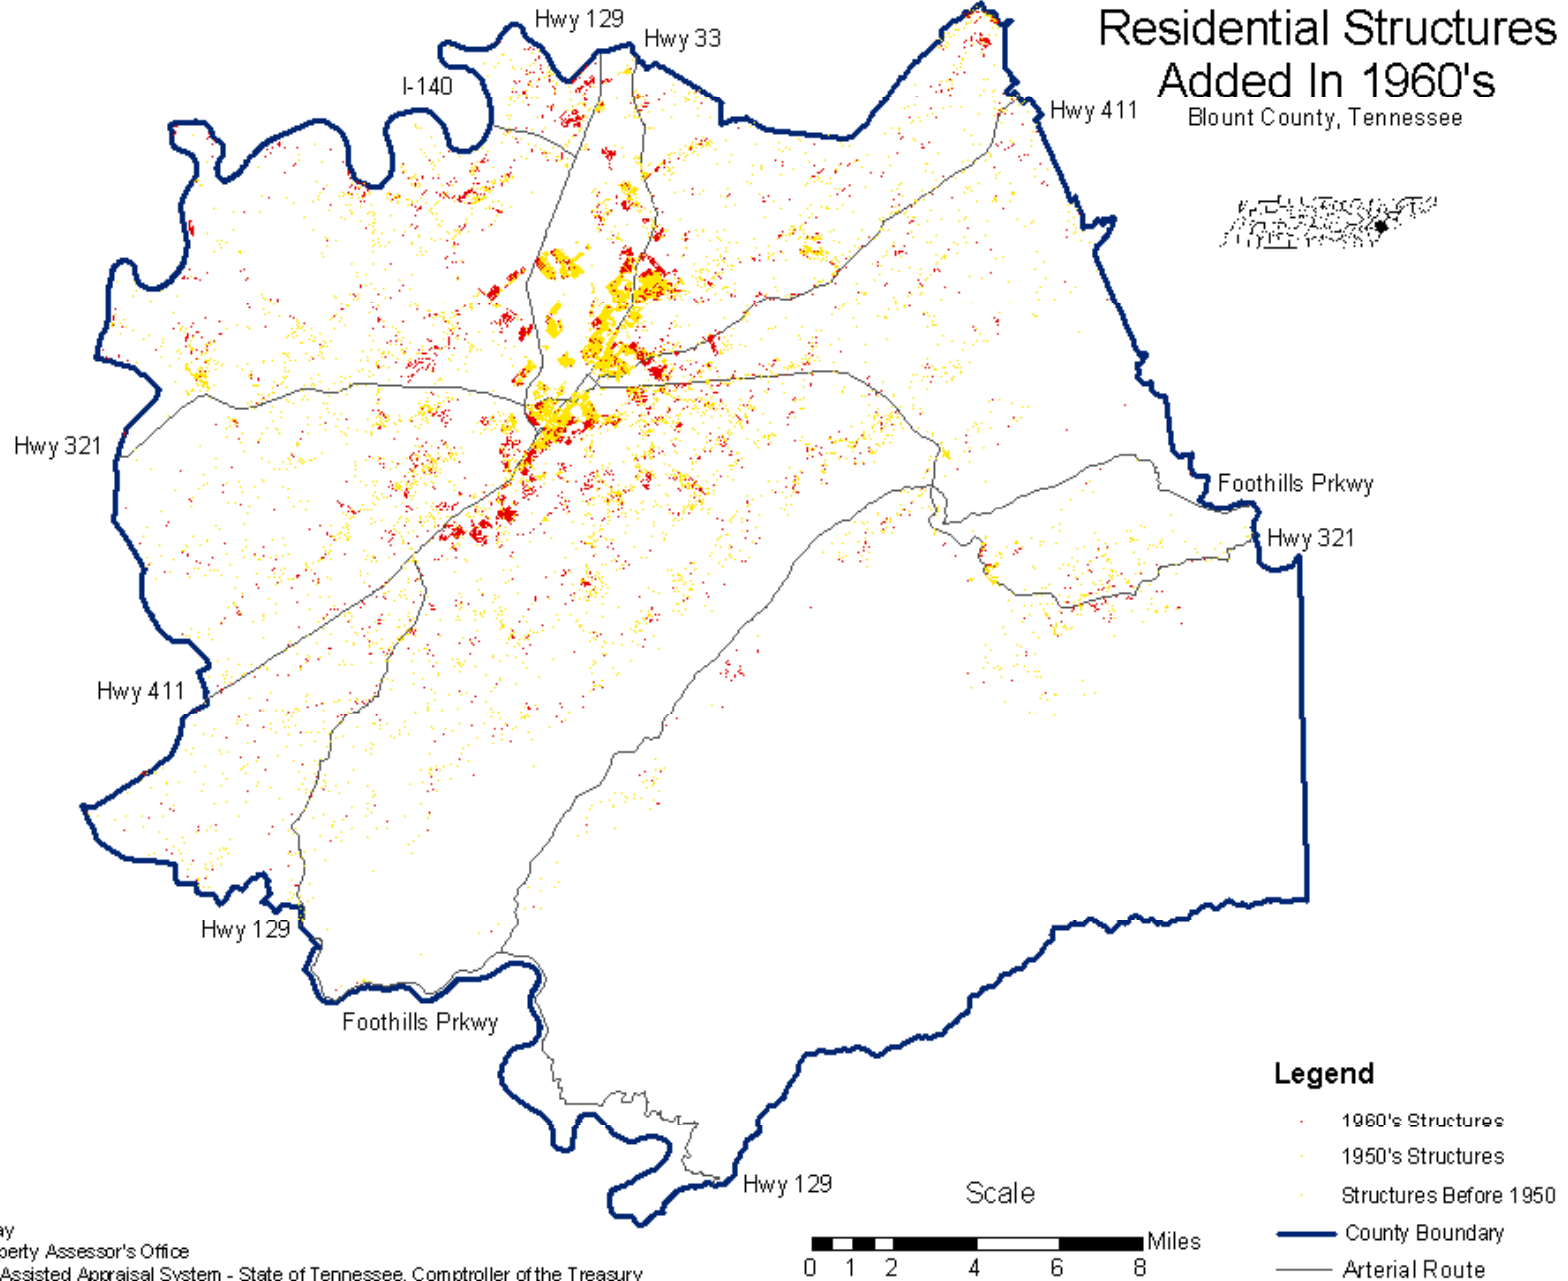 Residential Structures
Added In 1960's
Blount County, Tennessee
Hwy 129
Hwy 33
I-140
Hwy 411
Hwy 321
Foothills Prkwy
Hwy 321
Hwy 411
Hwy 129
Foothills Prkwy
Hwy 129
Legend
1960's Structures
1950's Structures
Structures Before 1950
County Boundary
Arterial Route
Scale
Miles
0 1 2 4 6 8
ay
perty Assessor's Office
Assisted Appraisal System - State of Tennessee, Comptroller of the Treasury